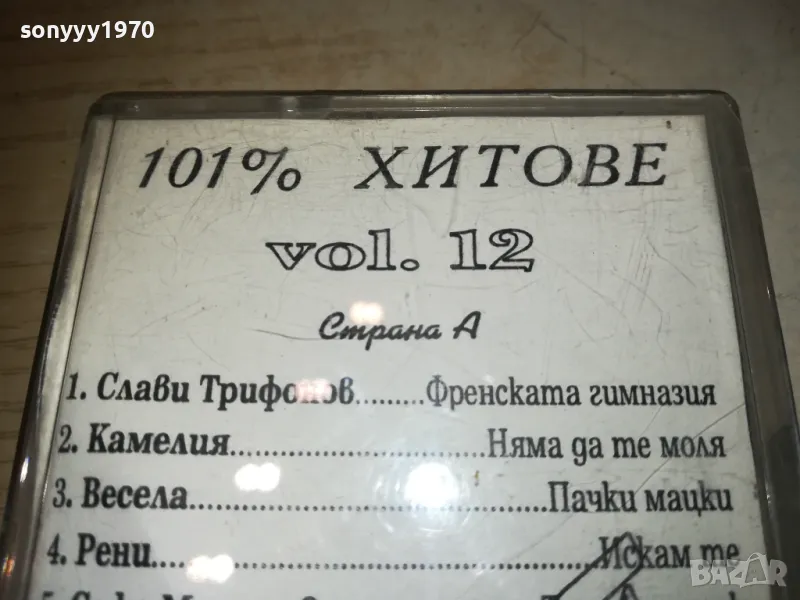 sonyyy1970
101% ХИТОВЕ
vol. 12
Страна А
1. Слави Трифонов.........Френската гимназия
2. Камелия..............................Няма да те моля
3. Весела..........................................Пачки мацки
4. Рени....................................................Искам те
BAZAR